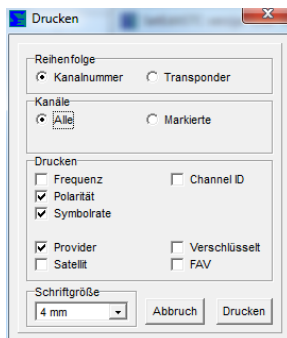 Drucken
Reihenfolge
Kanalnummer Transponder
Kanäle
Alle Markierte
Drucken
Frequenz Channel ID
Polarität
Symbolrate
Provider Verschlüsselt
Satellit FAV
Schriftgröße
4 mm Abbruch Drucken